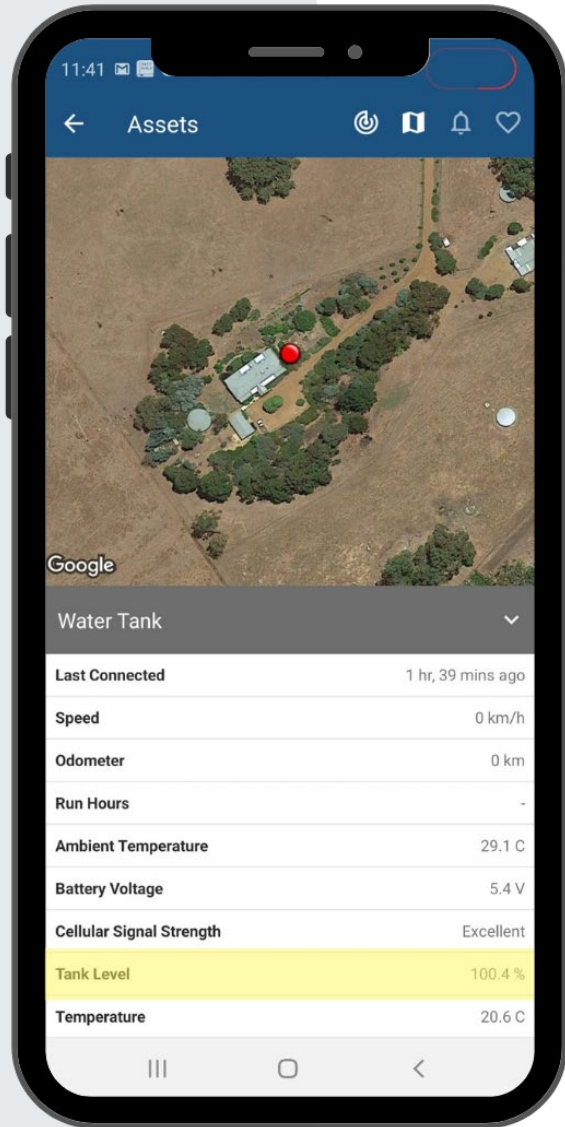 11:41
Assets
Google
Water Tank
Last Connected 1 hr, 39 mins ago
Speed 0 km/h
Odometer 0 km
Run Hours -
Ambient Temperature 29.1 C
Battery Voltage 5.4 V
Cellular Signal Strength Excellent
Tank Level 100.4 %
Temperature 20.6 C